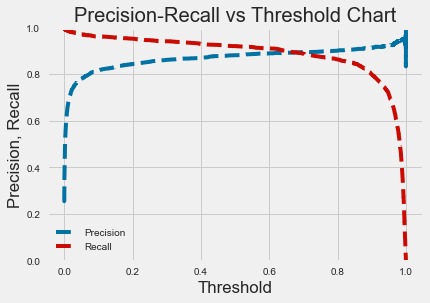 Precision-Recall vs Threshold Chart
1.0
0.8
0.6
0.4
0.2
0.0
Precision, Recall
Precision
Recall
0.0 0.2 0.4 0.6 0.8 1.0
Threshold